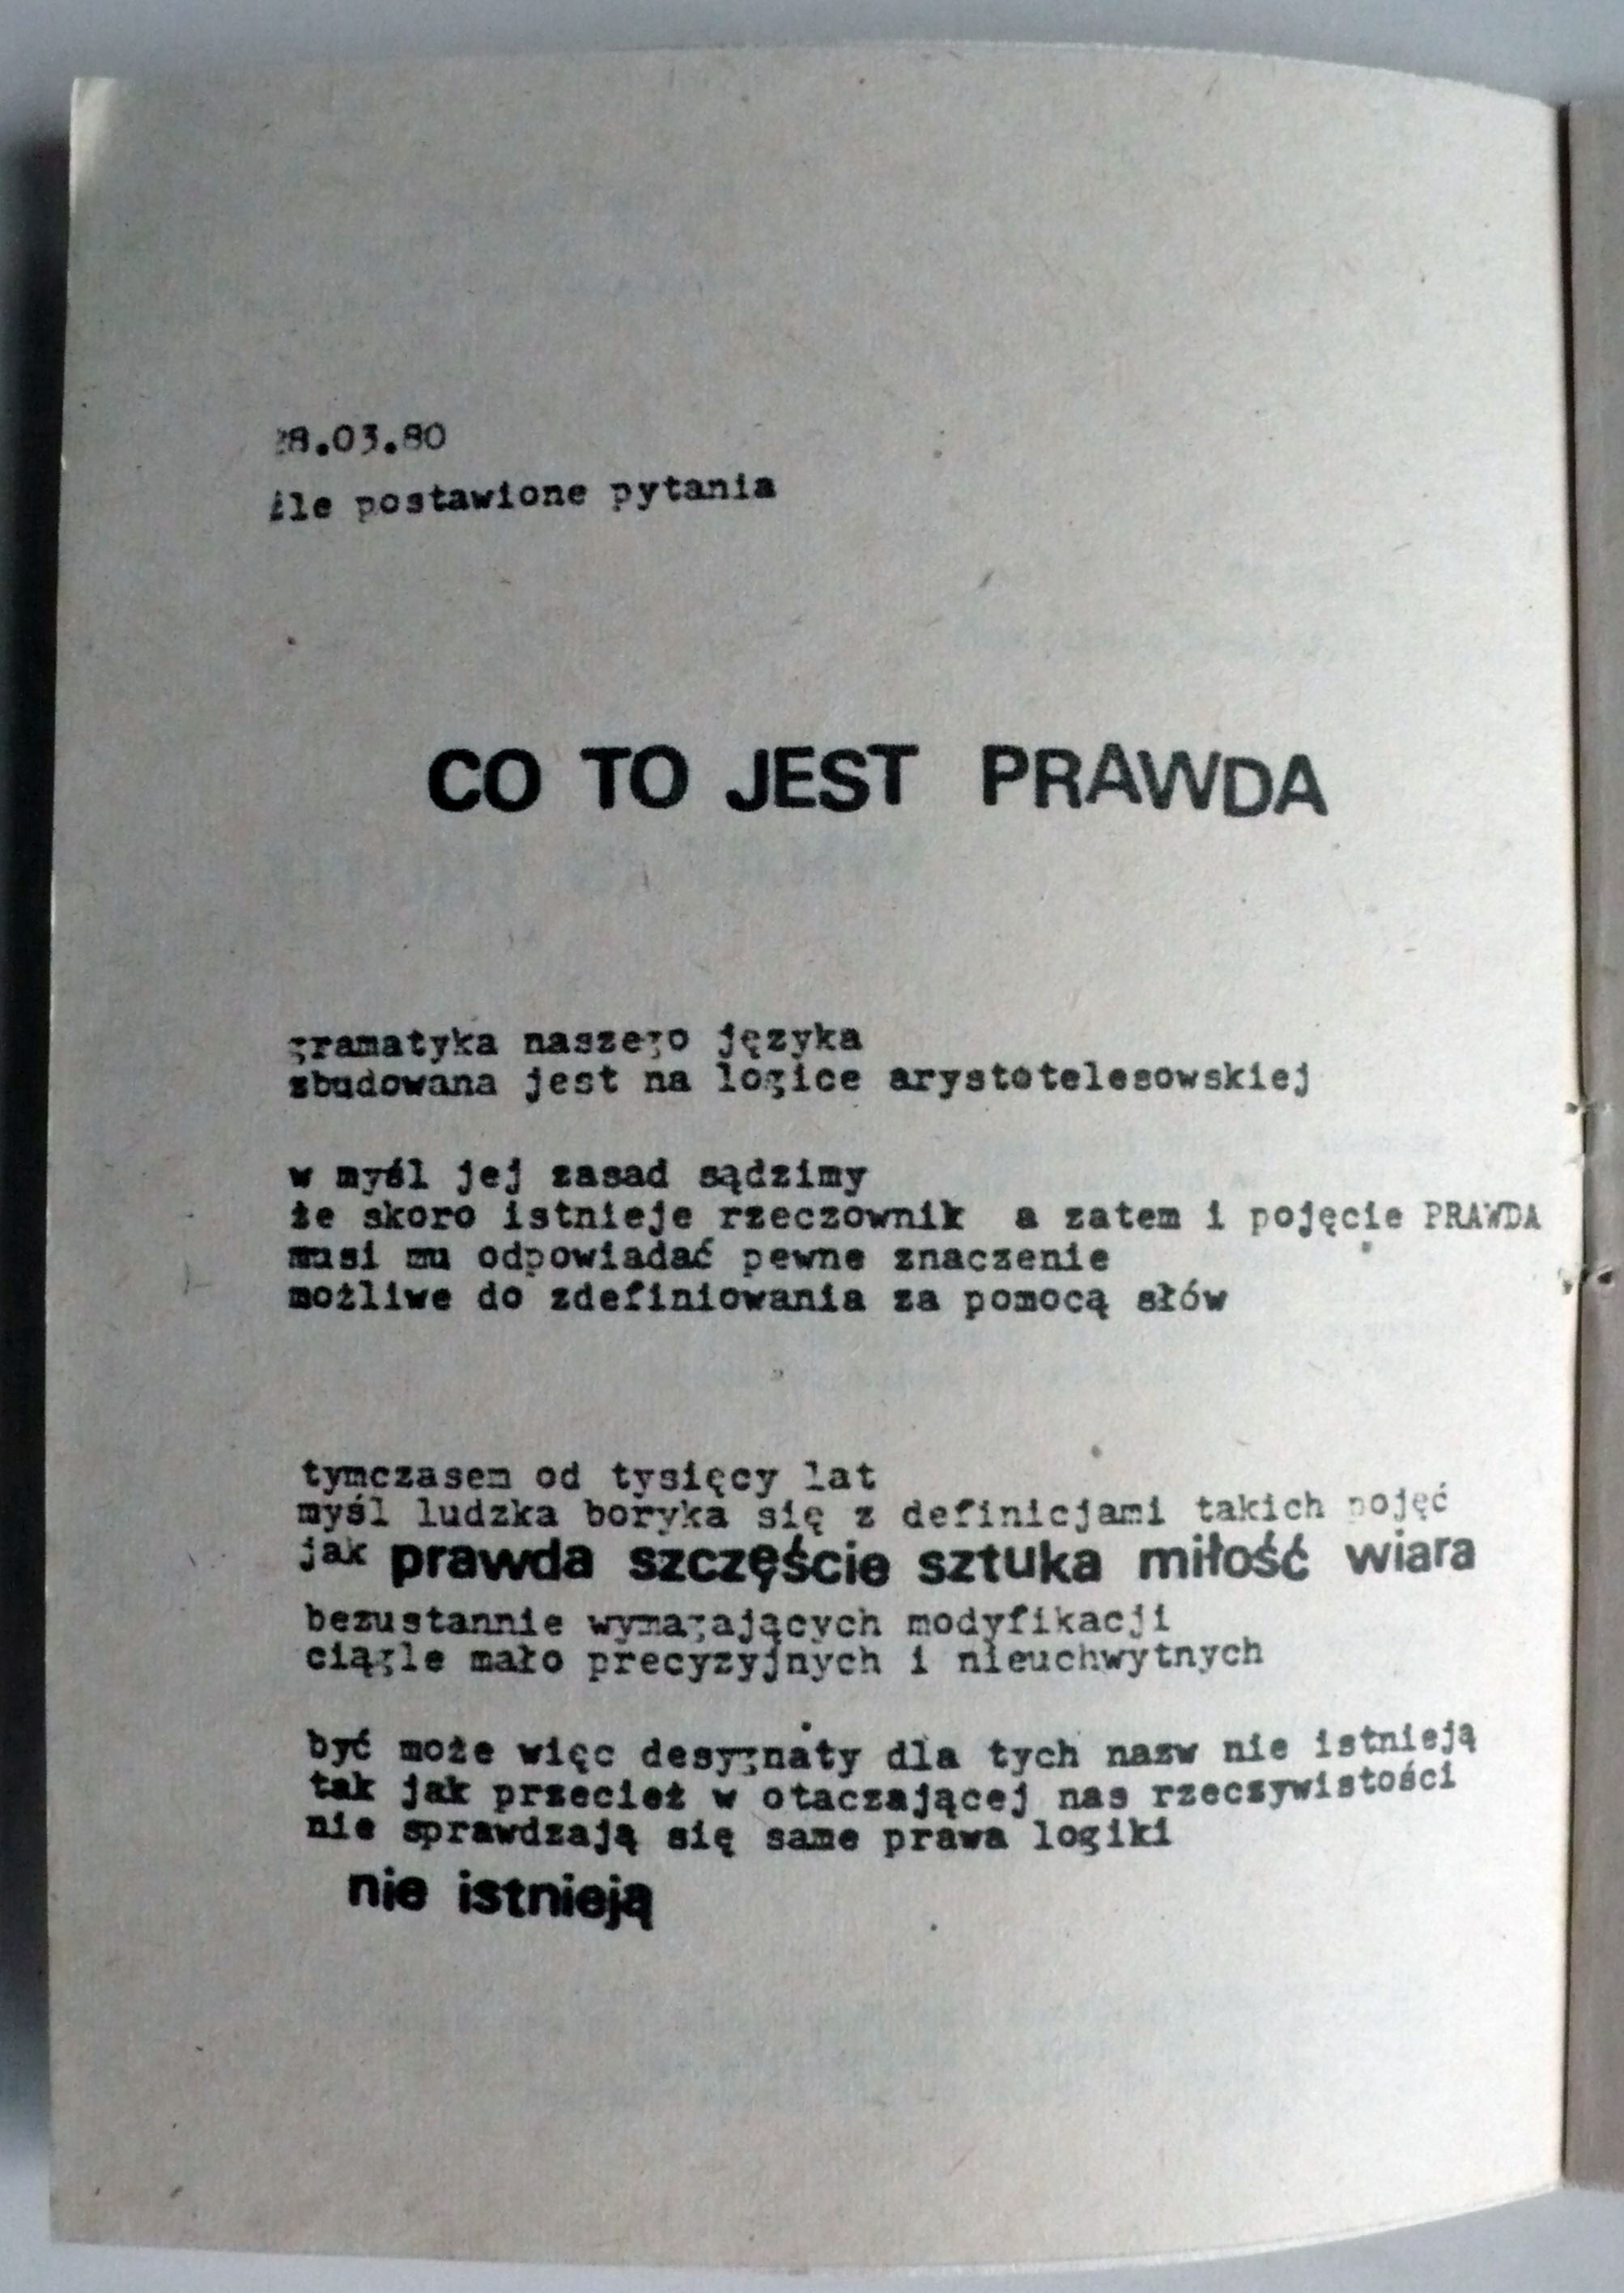 28.03.80
źle postawione pytania
CO TO JEST PRAWDA
gramatyka naszego języka
zbudowana jest na logice arystotelesowskiej
w myśl jej zasad sądzimy
że skoro istnieje rzeczownik a zatem i pojęcie PRAWDA
musi mu odpowiadać pewne znaczenie
możliwe do zdefiniowania za pomocą słów
tymczasem od tysięcy lat
myśl ludzka boryka się z definicjami takich pojęć
jak prawda szczęście sztuka miłość wiara
bezustannie wymagających modyfikacji
ciągle mało precyzyjnych i nieuchwytnych
być może więc desygnaty dla tych nazw nie istnieją
tak jak przecież w otaczającej nas rzeczywistości
nie sprawdzają się same prawa logiki
nie istnieją